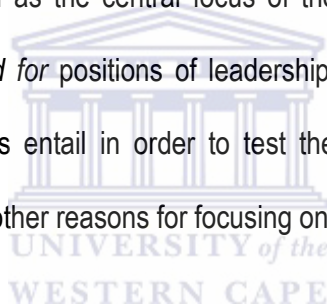 as the central focus of the
d for positions of leadership
s entail in order to test the
other reasons for focusing on
UNIVERSITY of the
WESTERN CAPE